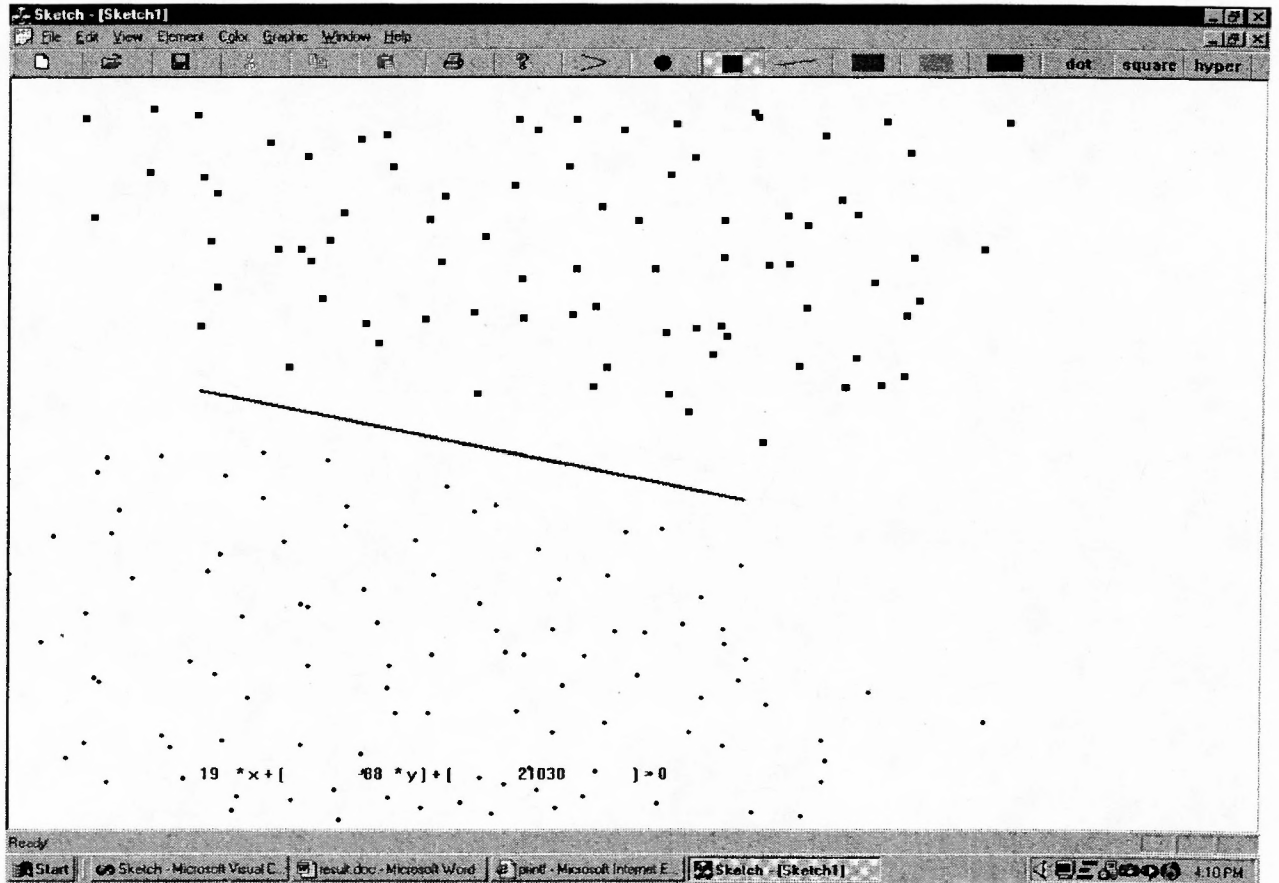 Sketch - [Sketch1]
File Edit View Element Color Graphic Window Help
dot square hyper
19 *x+( -88 *y)+( 21030 )=0
Ready
Start Sketch - Microsoft Visual C... result.doc - Microsoft Word printf - Microsoft Internet E... Sketch - [Sketch1] 4:10 PM